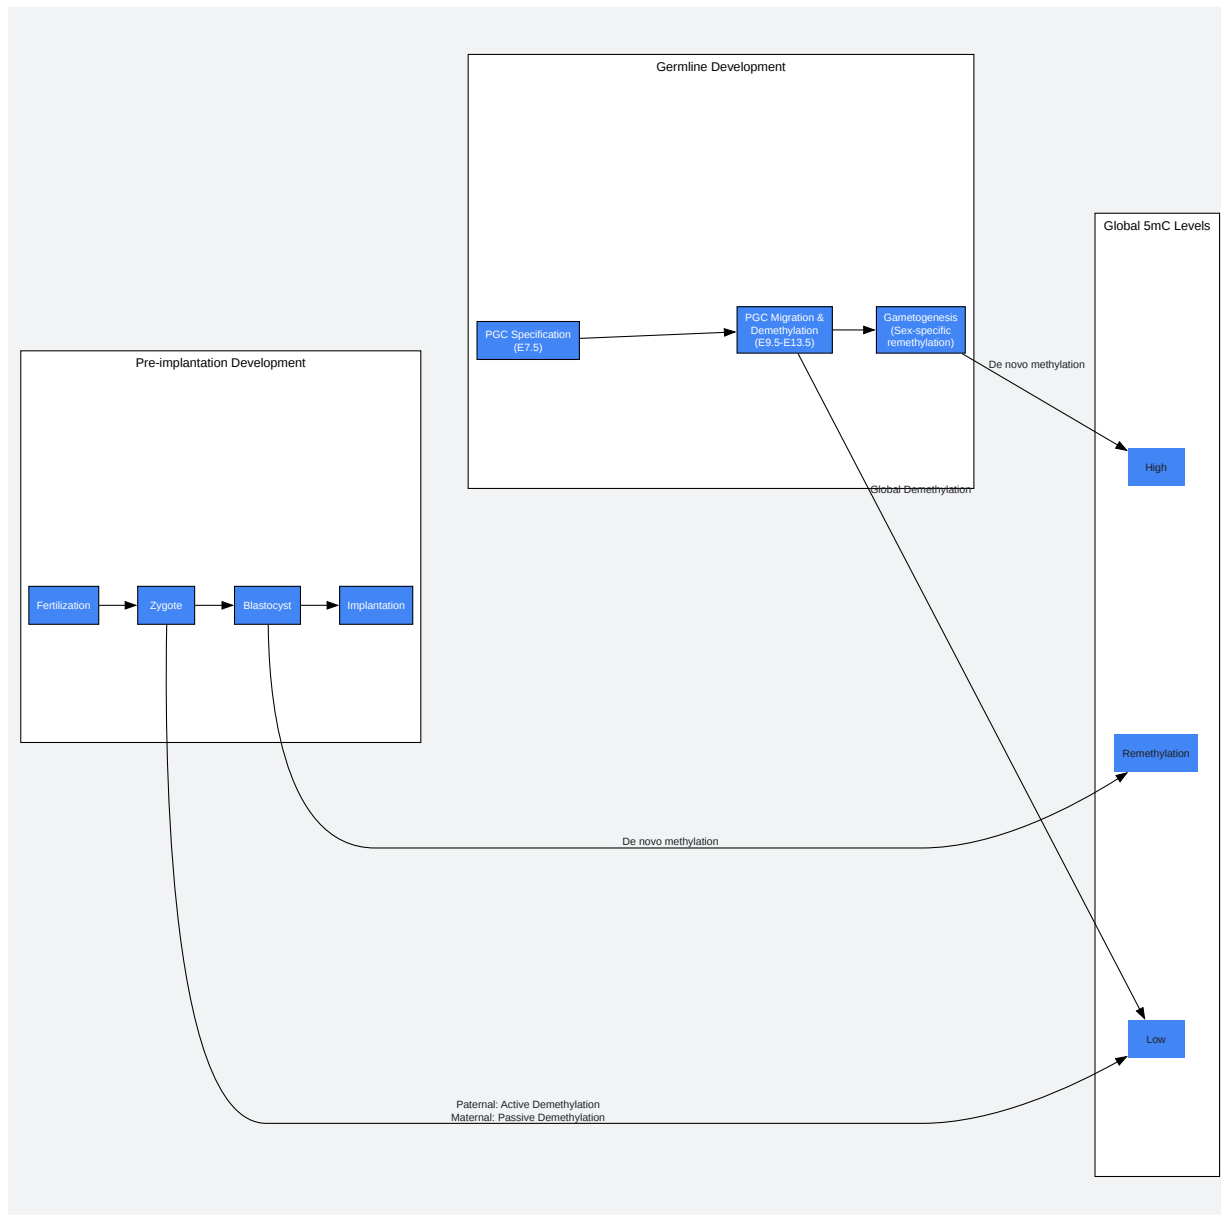 Germline Development
PGC Specification
(E7.5)
PGC Migration &
Demethylation
(E9.5-E13.5)
Gametogenesis
(Sex-specific
remethylation)
De novo methylation
Global Demethylation
Pre-implantation Development
Fertilization
Zygote
Blastocyst
Implantation
De novo methylation
Paternal: Active Demethylation
Maternal: Passive Demethylation
Global 5mC Levels
High
Remethylation
Low